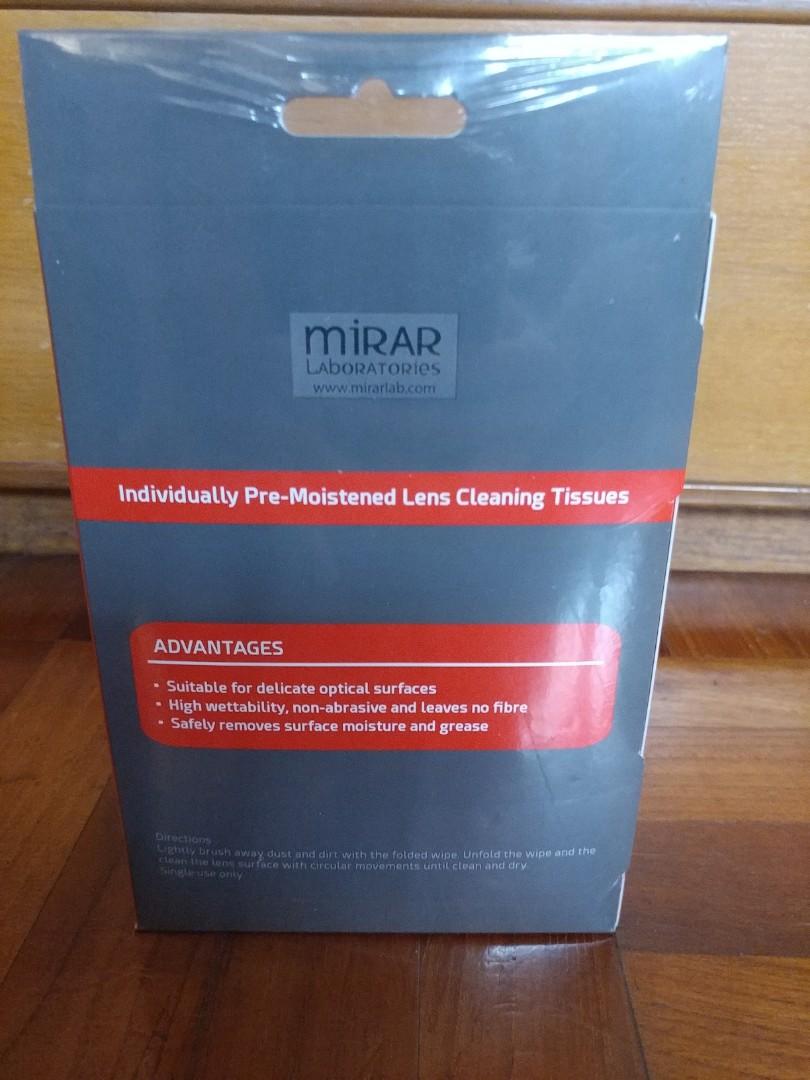 miRAR
LABORATORIES
www.mirarlab.com
Individually Pre-Moistened Lens Cleaning Tissues
ADVANTAGES
· Suitable for delicate optical surfaces
· High wettability, non-abrasive and leaves no fibre
· Safely removes surface moisture and grease
Directions
Lightly brush away dust and dirt with the folded wipe. Unfold the wipe and the
clean the lens surface with circular movements until clean and dry.
Single use only